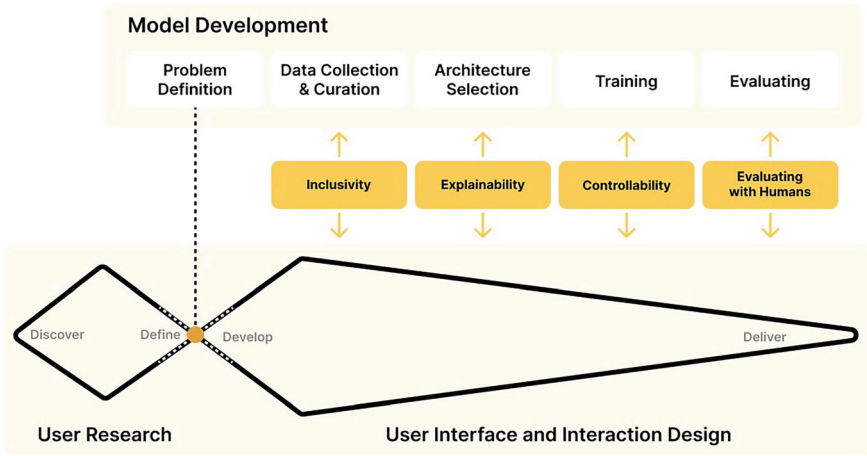 Model Development
Problem
Definition
Data Collection
& Curation
Architecture
Selection
Training
Evaluating
Inclusivity
Explainability
Controllability
Evaluating
with Humans
Discover
Define
Develop
Deliver
User Research
User Interface and Interaction Design